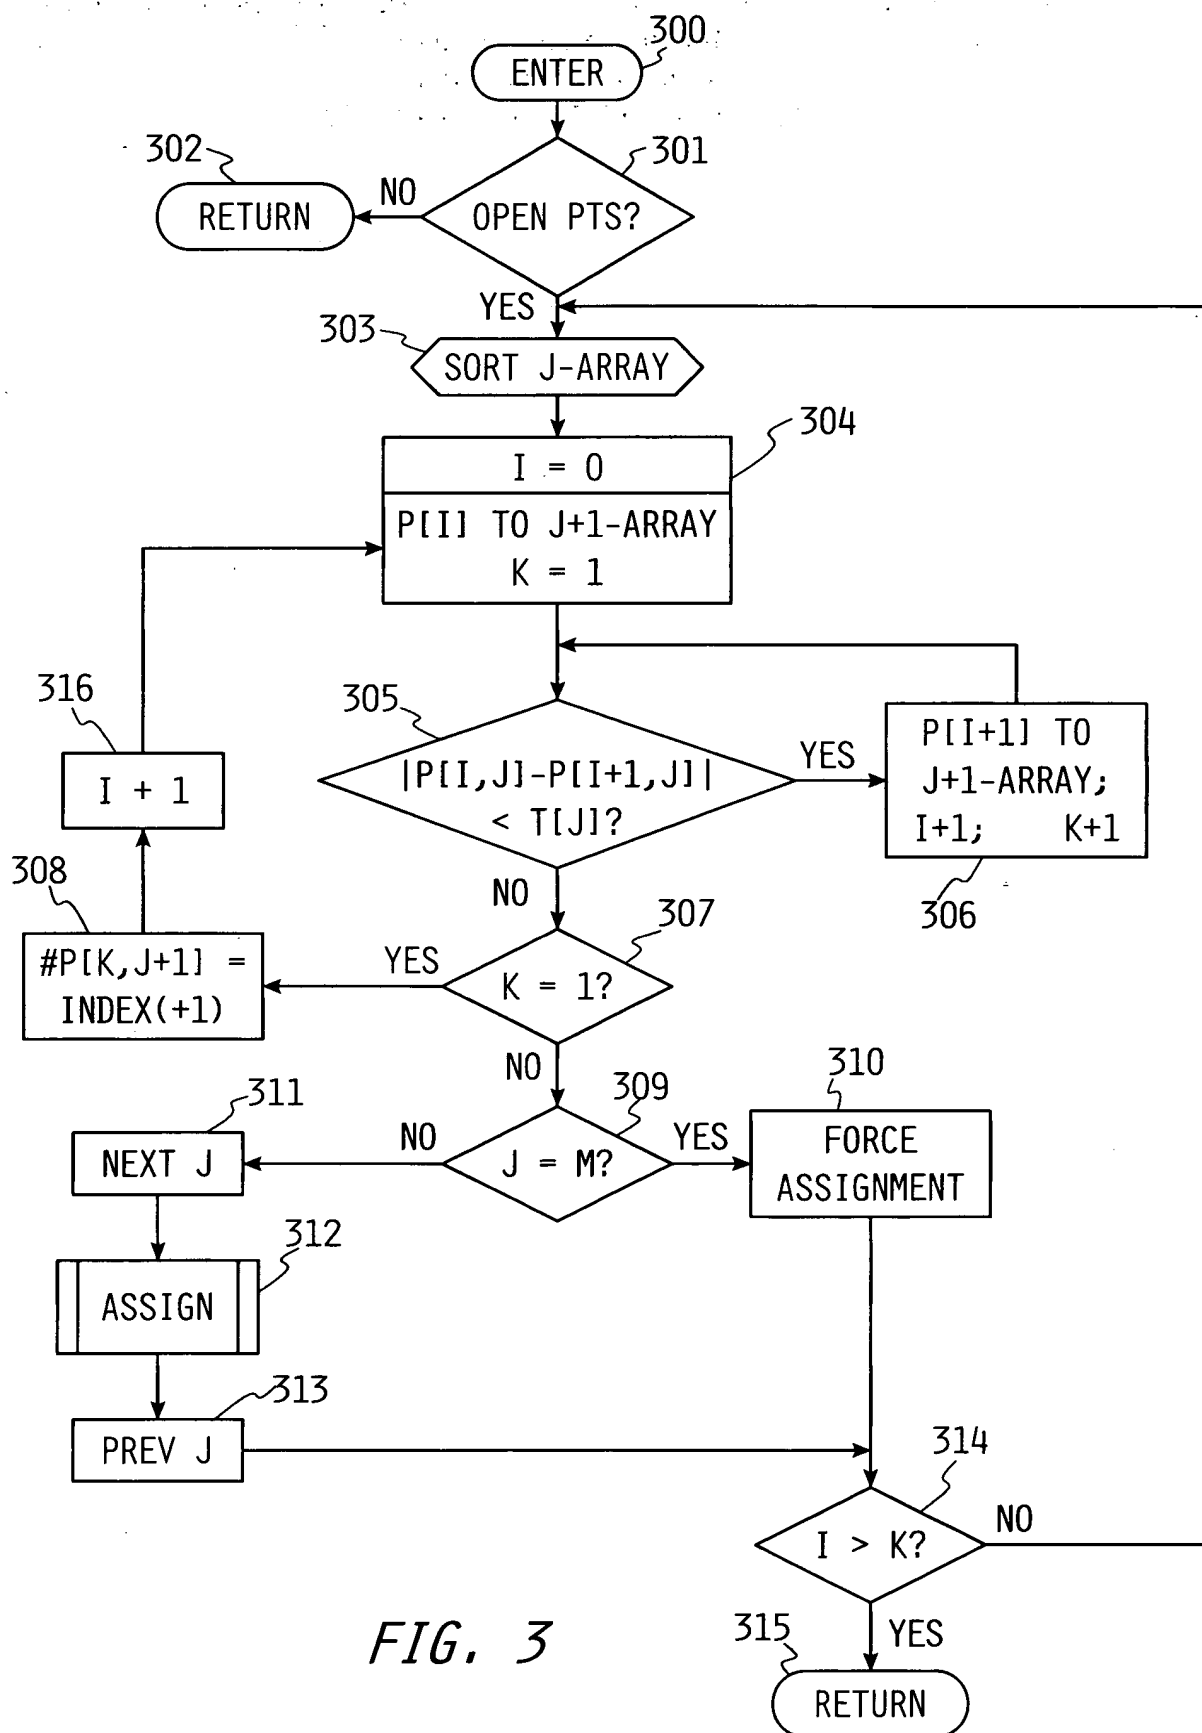 300
ENTER
302
301
NO
RETURN
OPEN PTS?
YES
303
SORT J-ARRAY
304
I = 0
P[I] TO J+1-ARRAY
K = 1
316
305
I + 1
|P[I,J]-P[I+1,J]|
< T[J]?
YES
P[I+1] TO
J+1-ARRAY;
I+1; K+1
306
308
NO
307
#P[K,J+1] =
INDEX(+1)
YES
K = 1?
NO
311
309
310
NEXT J
NO
J = M?
YES
FORCE
ASSIGNMENT
312
ASSIGN
313
PREV J
314
I > K?
NO
YES
315
RETURN
FIG. 3